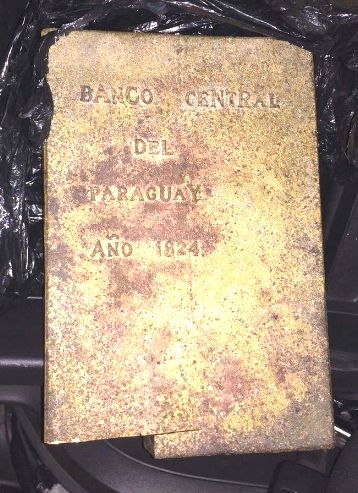 BANCO CENTRAL
DEL
PARAGUAY
AÑO 1824.